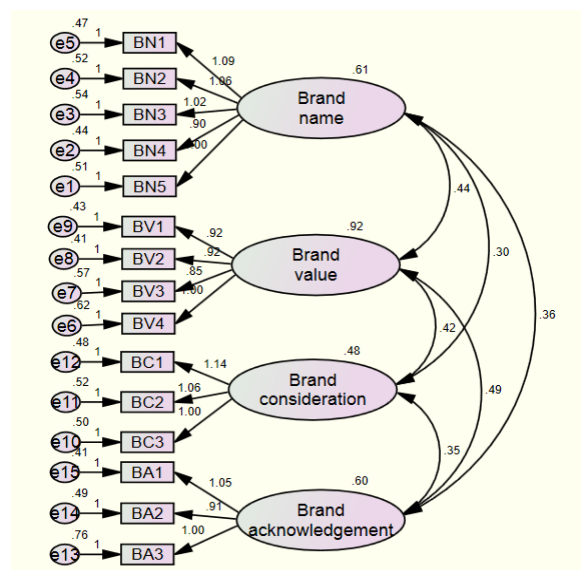 .47
e5 1 BN1
1.09
.61
.52
e4 1 BN2
1.06
Brand
name
.54
e3 1 BN3
1.02
.44
e2 1 BN4
.90
.51
e1 1 BN5
.44
.30
.36
.43
e9 1 BV1
.92
.92
.41
e8 1 BV2
.92
Brand
value
.57
e7 1 BV3
.85
.62
e6 1 BV4
1.00
.42
.49
.48
e12 1 BC1
1.14
.48
.52
e11 1 BC2
1.06
Brand
consideration
.50
e10 1 BC3
1.00
.35
.41
e15 1 BA1
1.05
.60
.49
e14 1 BA2
.91
Brand
acknowledgement
.76
e13 1 BA3
1.00